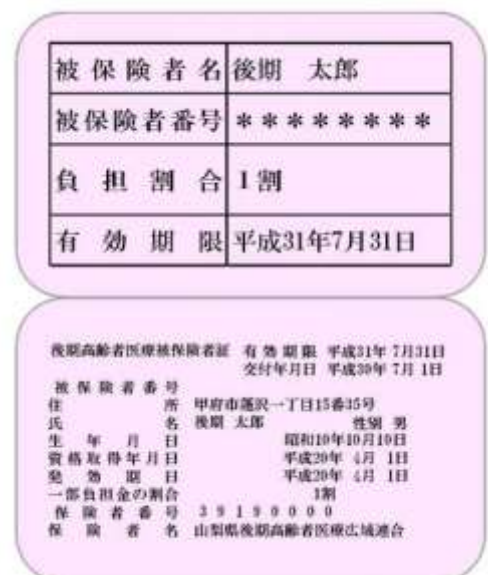 被保険者名 後期 太郎
被保険者番号 ********
負担割合 1割
有効期限 平成31年7月31日
後期高齢者医療被保険者証 有効期限 平成31年 7月31日
交付年月日 平成30年 7月 1日
被保険者番号
住所 甲府市蓬沢一丁目15番35号
氏名 後期 太郎 性別 男
生年月日 昭和10年10月10日
資格取得年月日 平成20年 4月 1日
発効期日 平成20年 4月 1日
一部負担金の割合 1割
保険者番号 39190000
保険者名 山梨県後期高齢者医療広域連合